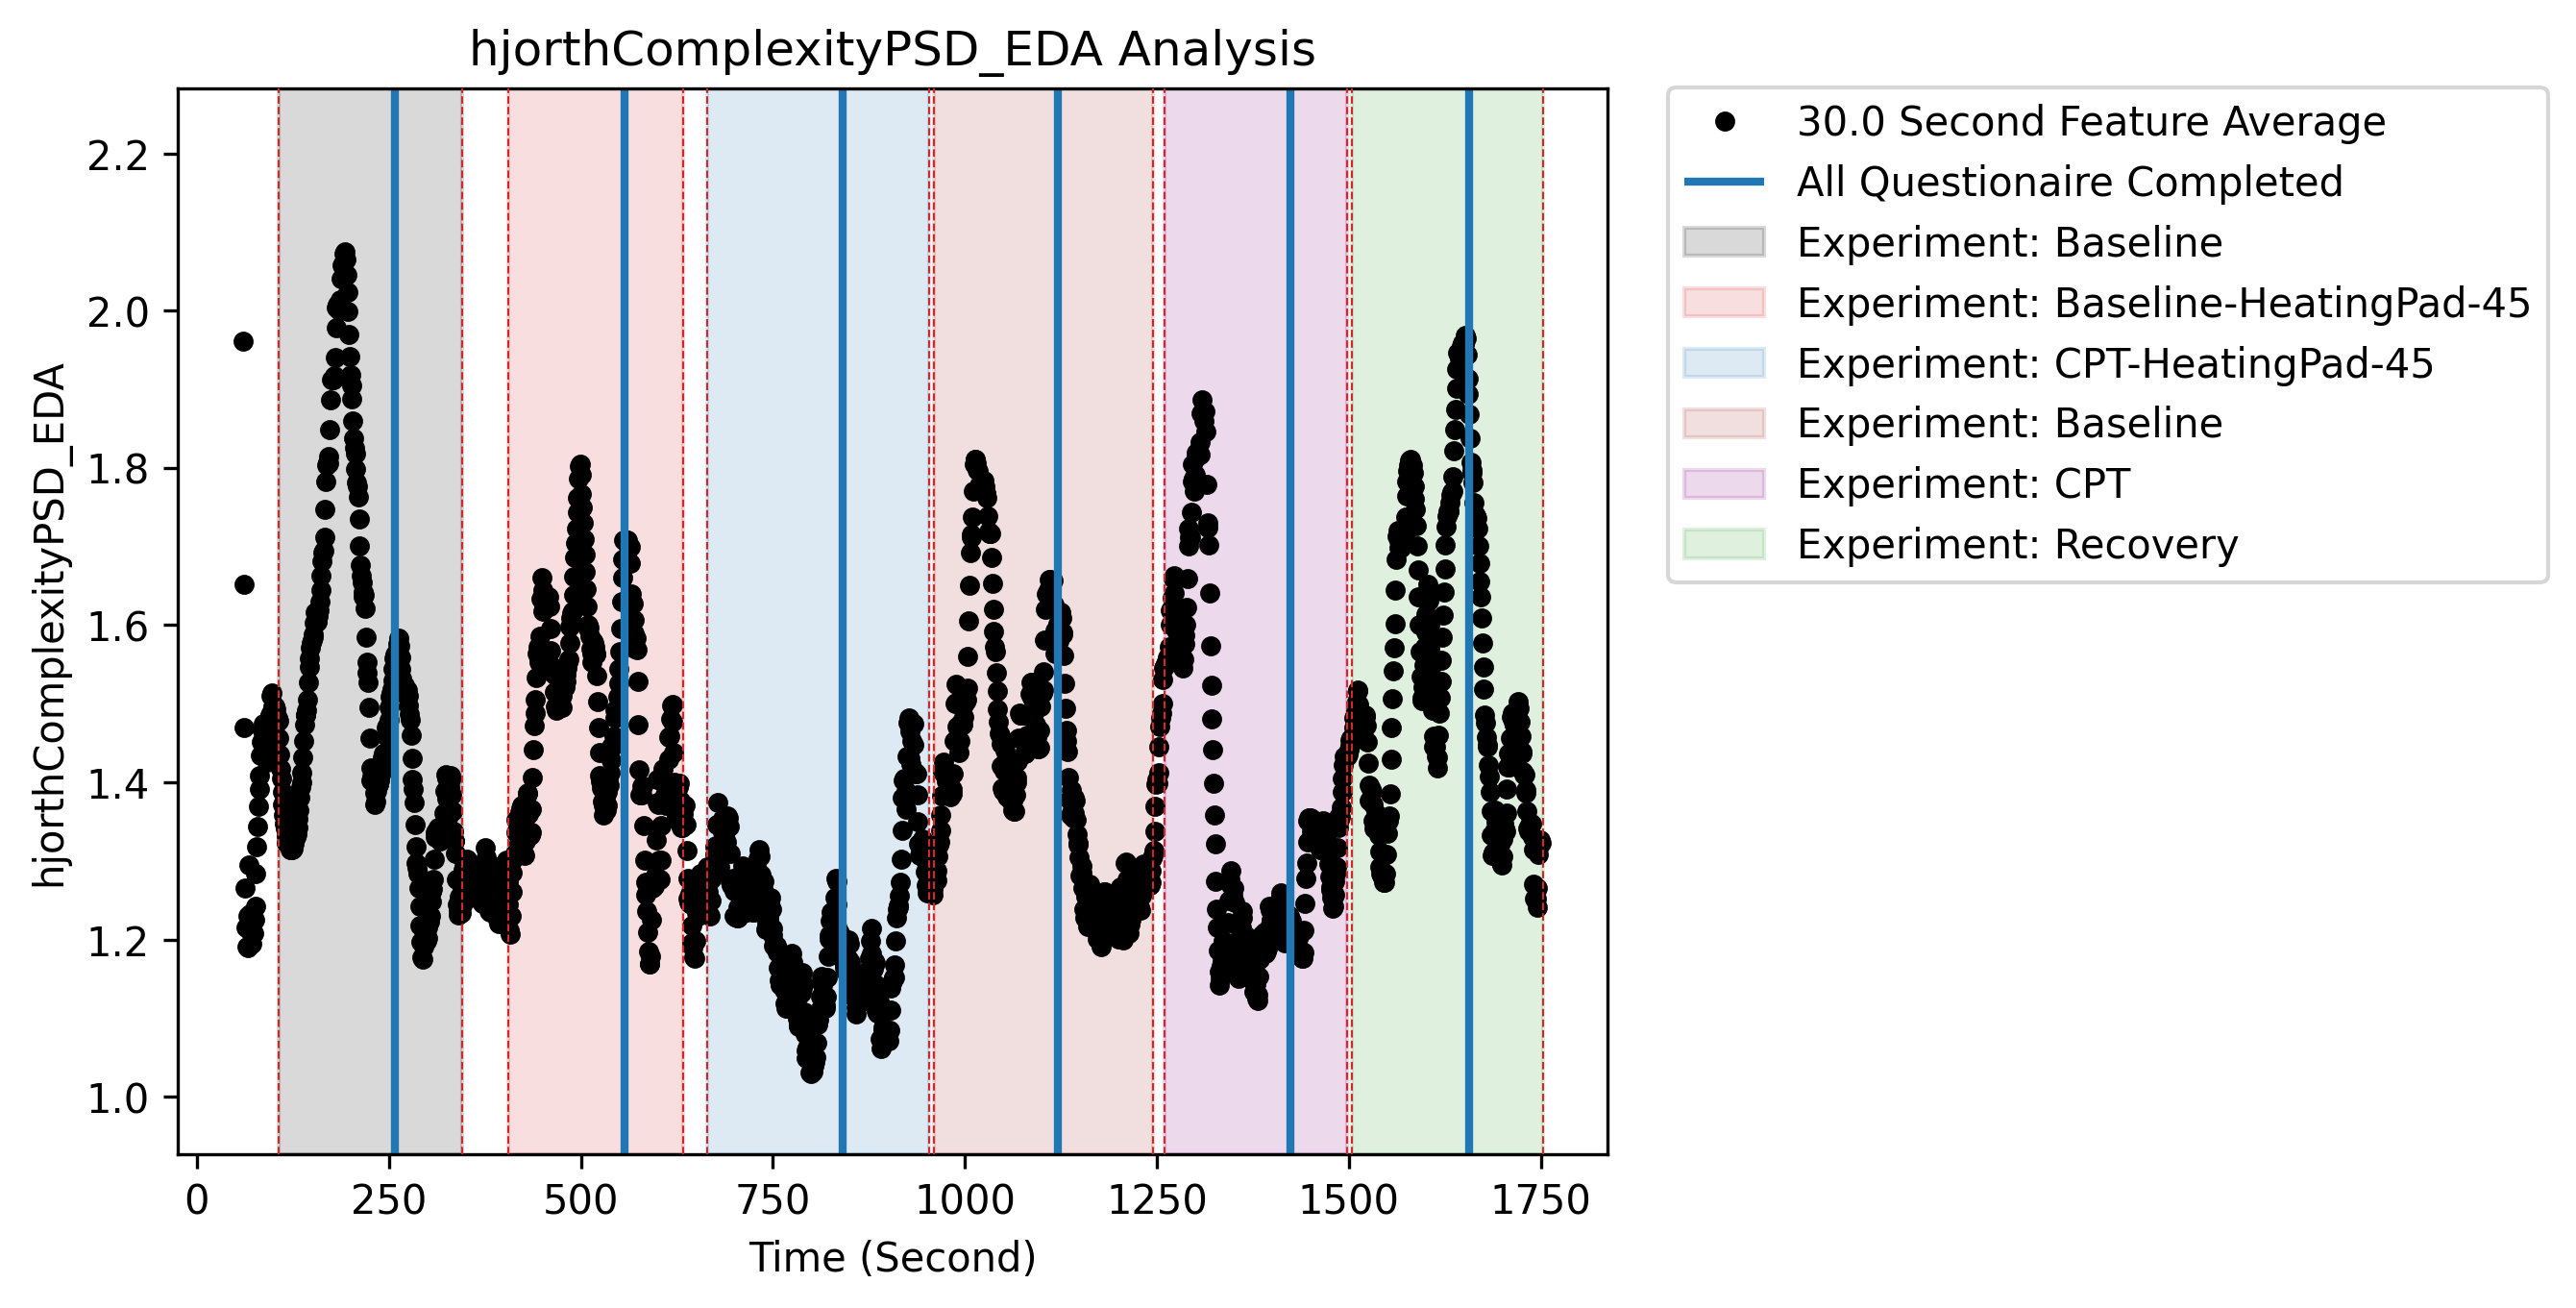 hjorthComplexityPSD_EDA Analysis
hjorthComplexityPSD_EDA
2.2
2.0
1.8
1.6
1.4
1.2
1.0
0 250 500 750 1000 1250 1500 1750
Time (Second)
30.0 Second Feature Average
All Questionaire Completed
Experiment: Baseline
Experiment: Baseline-HeatingPad-45
Experiment: CPT-HeatingPad-45
Experiment: Baseline
Experiment: CPT
Experiment: Recovery